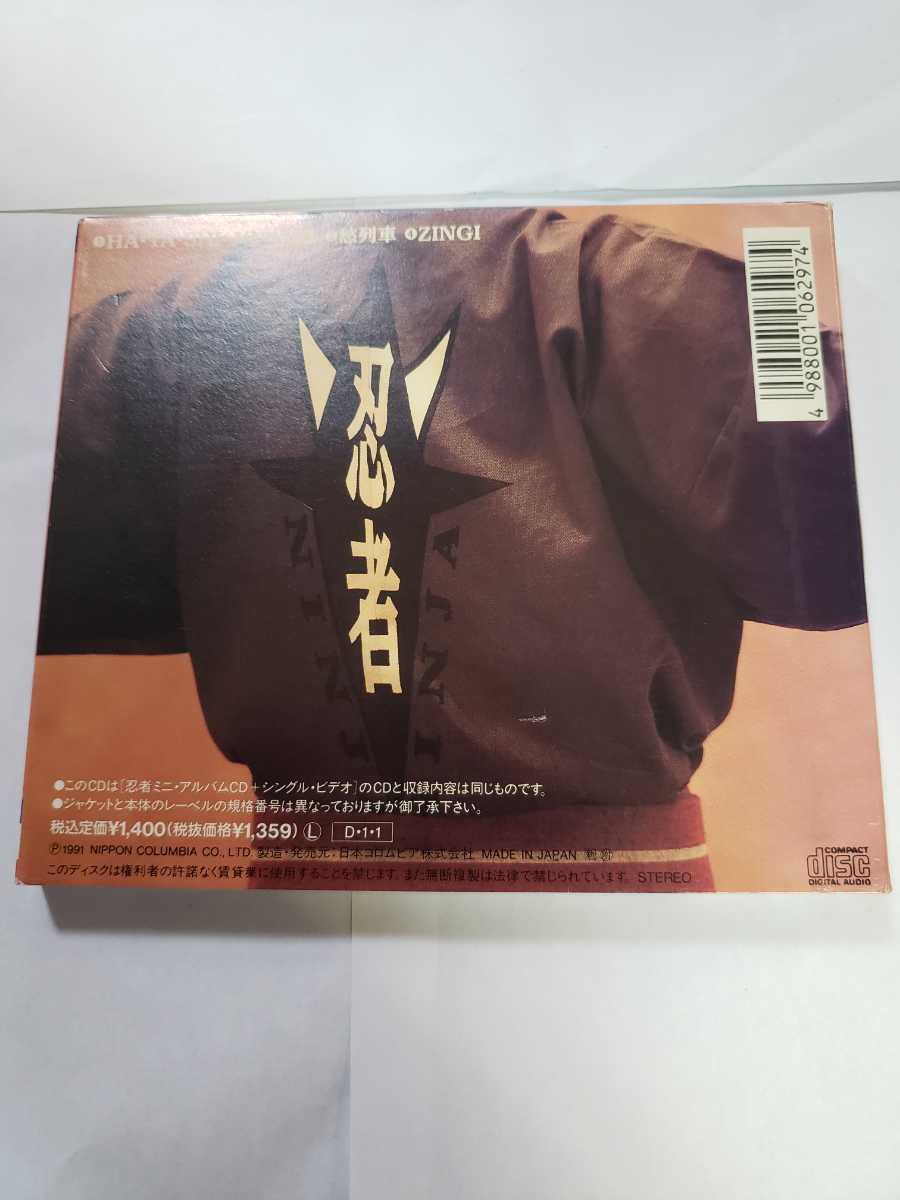 ❶HA・TA
愁列車 ❹ZINGI
4 988001 062974
忍者
NINJA
NINJA
●このCDは[忍者ミニ・アルバムCD+シングル・ビデオ]のCDと収録内容は同じものです。
●ジャケットと本体のレーベルの規格番号は異なっておりますが御了承下さい。
税込定価¥1,400(税抜価格¥1,359) Ⓛ D・1・1
Ⓟ1991 NIPPON COLUMBIA CO., LTD. 製造・発売元:日本コロムビア株式会社 MADE IN JAPAN
このディスクは権利者の許諾なく賃貸業に使用することを禁じます。また無断複製は法律で禁じられています。 STEREO
COMPACT
disc
DIGITAL AUDIO